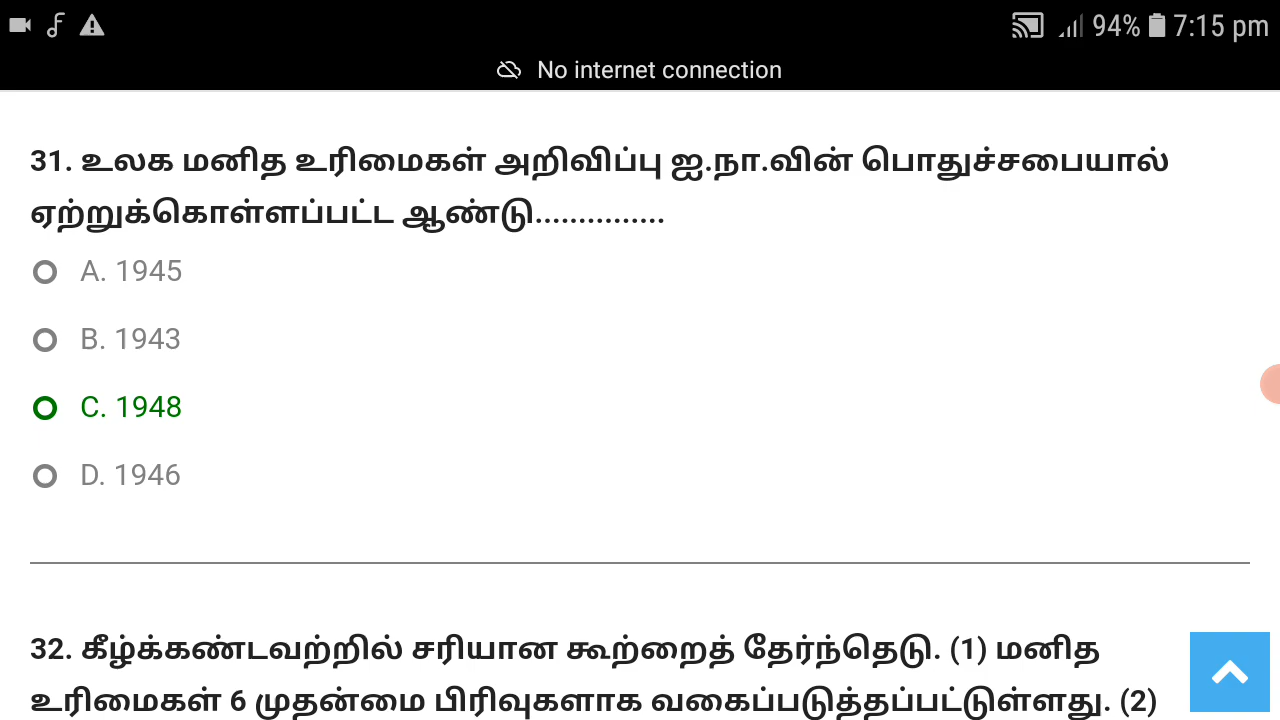 94% 7:15 pm
No internet connection
31. உலக மனித உரிமைகள் அறிவிப்பு ஐ.நா.வின் பொதுச்சபையால்
ஏற்றுக்கொள்ளப்பட்ட ஆண்டு...............
A. 1945
B. 1943
C. 1948
D. 1946
32. கீழ்க்கண்டவற்றில் சரியான கூற்றைத் தேர்ந்தெடு. (1) மனித
உரிமைகள் 6 முதன்மை பிரிவுகளாக வகைப்படுத்தப்பட்டுள்ளது. (2)